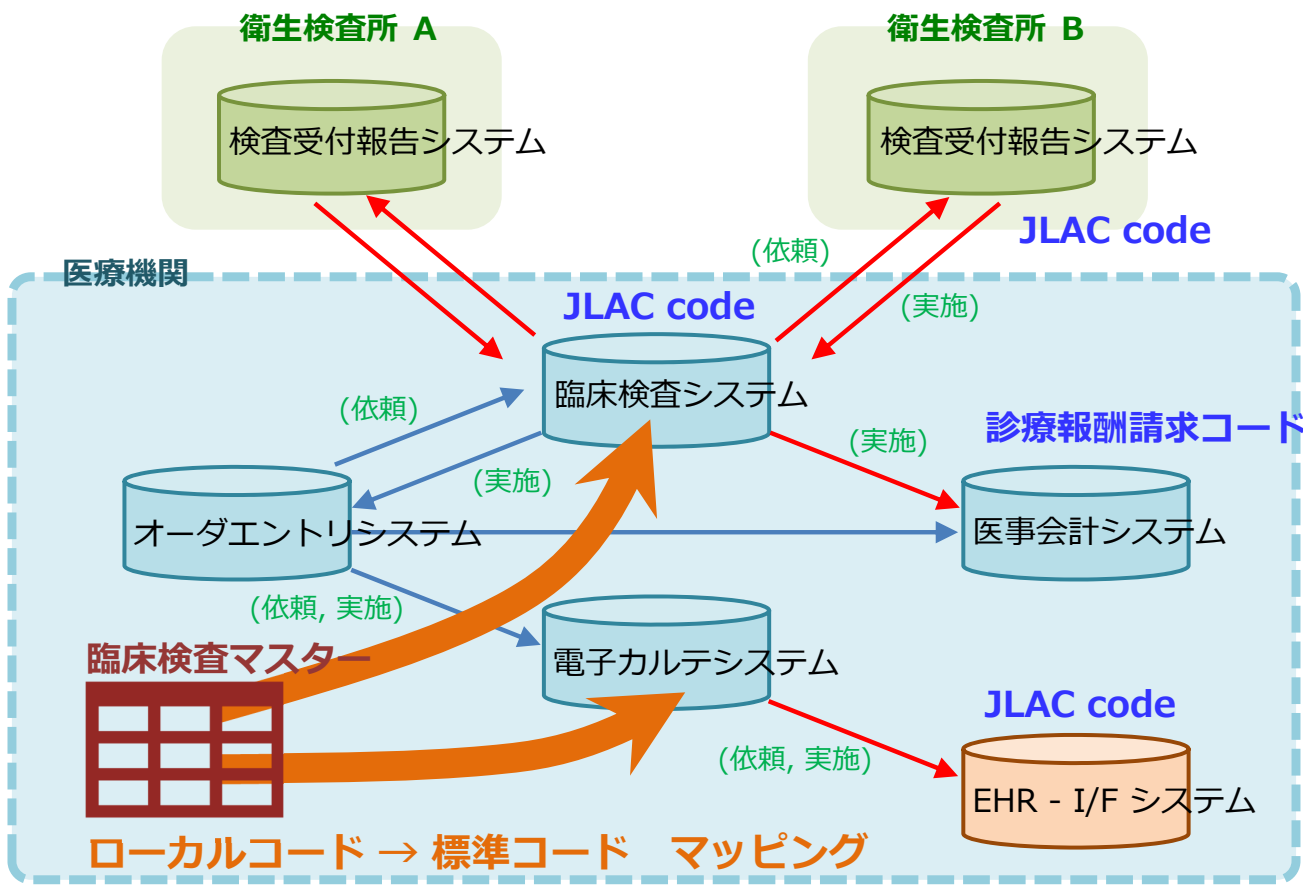 衛生検査所 A
衛生検査所 B
検査受付報告システム
検査受付報告システム
JLAC code
(依頼)
医療機関
JLAC code
(実施)
臨床検査システム
(依頼)
診療報酬請求コード
(実施)
(実施)
オーダエントリシステム
医事会計システム
(依頼, 実施)
臨床検査マスター
電子カルテシステム
JLAC code
(依頼, 実施)
EHR - I/F システム
ローカルコード → 標準コード　マッピング